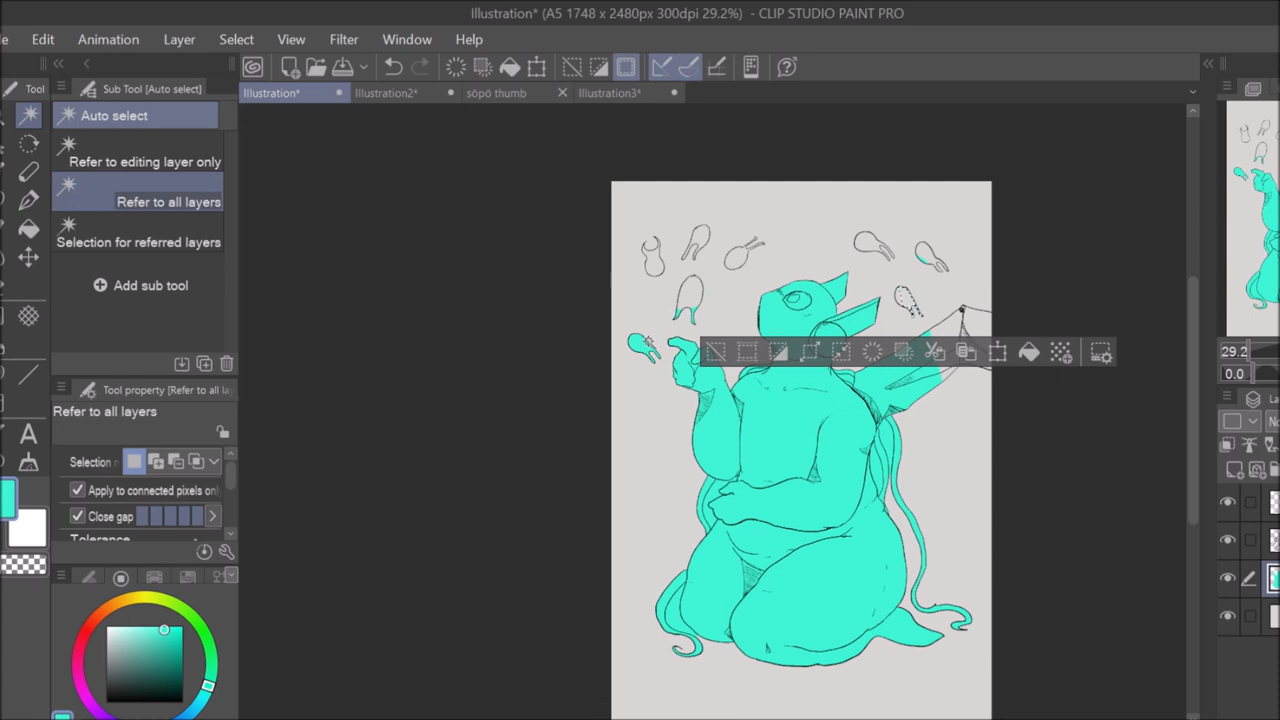 Illustration* (A5 1748 x 2480px 300dpi 29.2%) - CLIP STUDIO PAINT PRO
Edit Animation Layer Select View Filter Window Help
Tool
Sub Tool [Auto select]
Illustration*
Illustration2*
söpö thumb
Illustration3*
Auto select
Refer to editing layer only
Refer to all layers
Selection for referred layers
Add sub tool
Tool property [Refer to all la
Refer to all layers
Selection
Apply to connected pixels only
Close gap
Tolerance
A
29.2
0.0
La